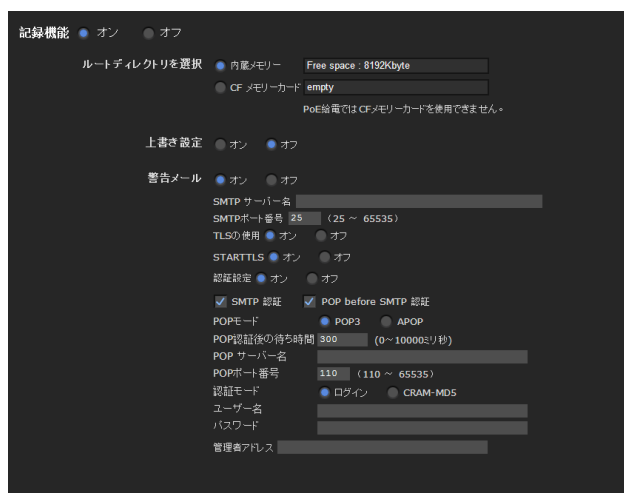 記録機能 オン オフ
ルートディレクトリを選択 内蔵メモリー Free space : 8192Kbyte
CF メモリーカード empty
PoE給電ではCFメモリーカードを使用できません。
上書き設定 オン オフ
警告メール オン オフ
SMTP サーバー名
SMTPポート番号 25 (25 ～ 65535)
TLSの使用 オン オフ
STARTTLS オン オフ
認証設定 オン オフ
SMTP 認証 POP before SMTP 認証
POPモード POP3 APOP
POP認証後の待ち時間 300 (0~10000ミリ秒)
POP サーバー名
POPポート番号 110 (110 ～ 65535)
認証モード ログイン CRAM-MD5
ユーザー名
パスワード
管理者アドレス